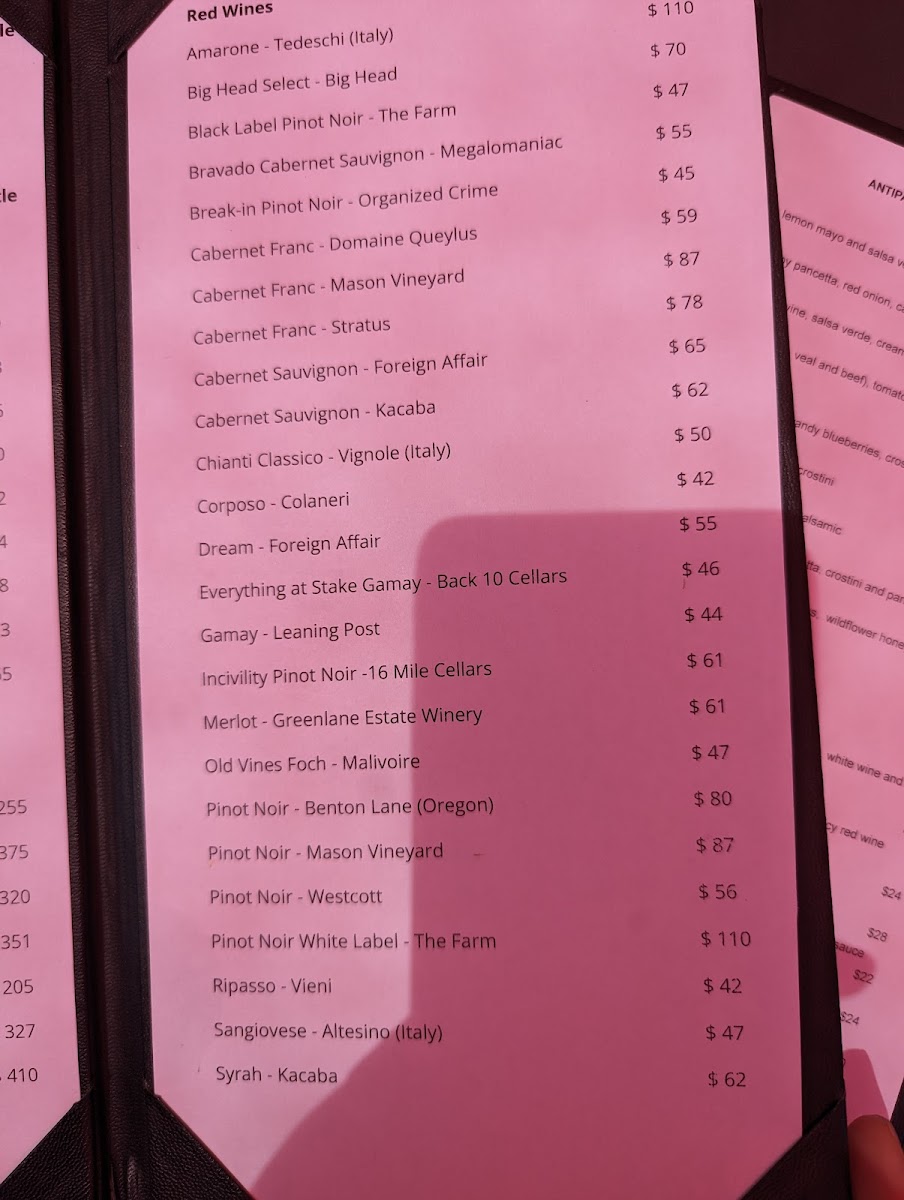 Red Wines
Amarone - Tedeschi (Italy) $ 110
Big Head Select - Big Head $ 70
Black Label Pinot Noir - The Farm $ 47
Bravado Cabernet Sauvignon - Megalomaniac $ 55
Break-in Pinot Noir - Organized Crime $ 45
Cabernet Franc - Domaine Queylus $ 59
Cabernet Franc - Mason Vineyard $ 87
Cabernet Franc - Stratus $ 78
Cabernet Sauvignon - Foreign Affair $ 65
Cabernet Sauvignon - Kacaba $ 62
Chianti Classico - Vignole (Italy) $ 50
Corposo - Colaneri $ 42
Dream - Foreign Affair $ 55
Everything at Stake Gamay - Back 10 Cellars $ 46
Gamay - Leaning Post $ 44
Incivility Pinot Noir -16 Mile Cellars $ 61
Merlot - Greenlane Estate Winery $ 61
Old Vines Foch - Malivoire $ 47
Pinot Noir - Benton Lane (Oregon) $ 80
Pinot Noir - Mason Vineyard $ 87
Pinot Noir - Westcott $ 56
Pinot Noir White Label - The Farm $ 110
Ripasso - Vieni $ 42
Sangiovese - Altesino (Italy) $ 47
Syrah - Kacaba $ 62
255
375
320
351
205
327
410
ANTIP
lemon mayo and salsa
pancetta, red onion,
salsa verde,
veal and beef),
blueberries,
crostini
crostini and
wildflower
white wine and
red wine
$24
$28
sauce
$22
$24